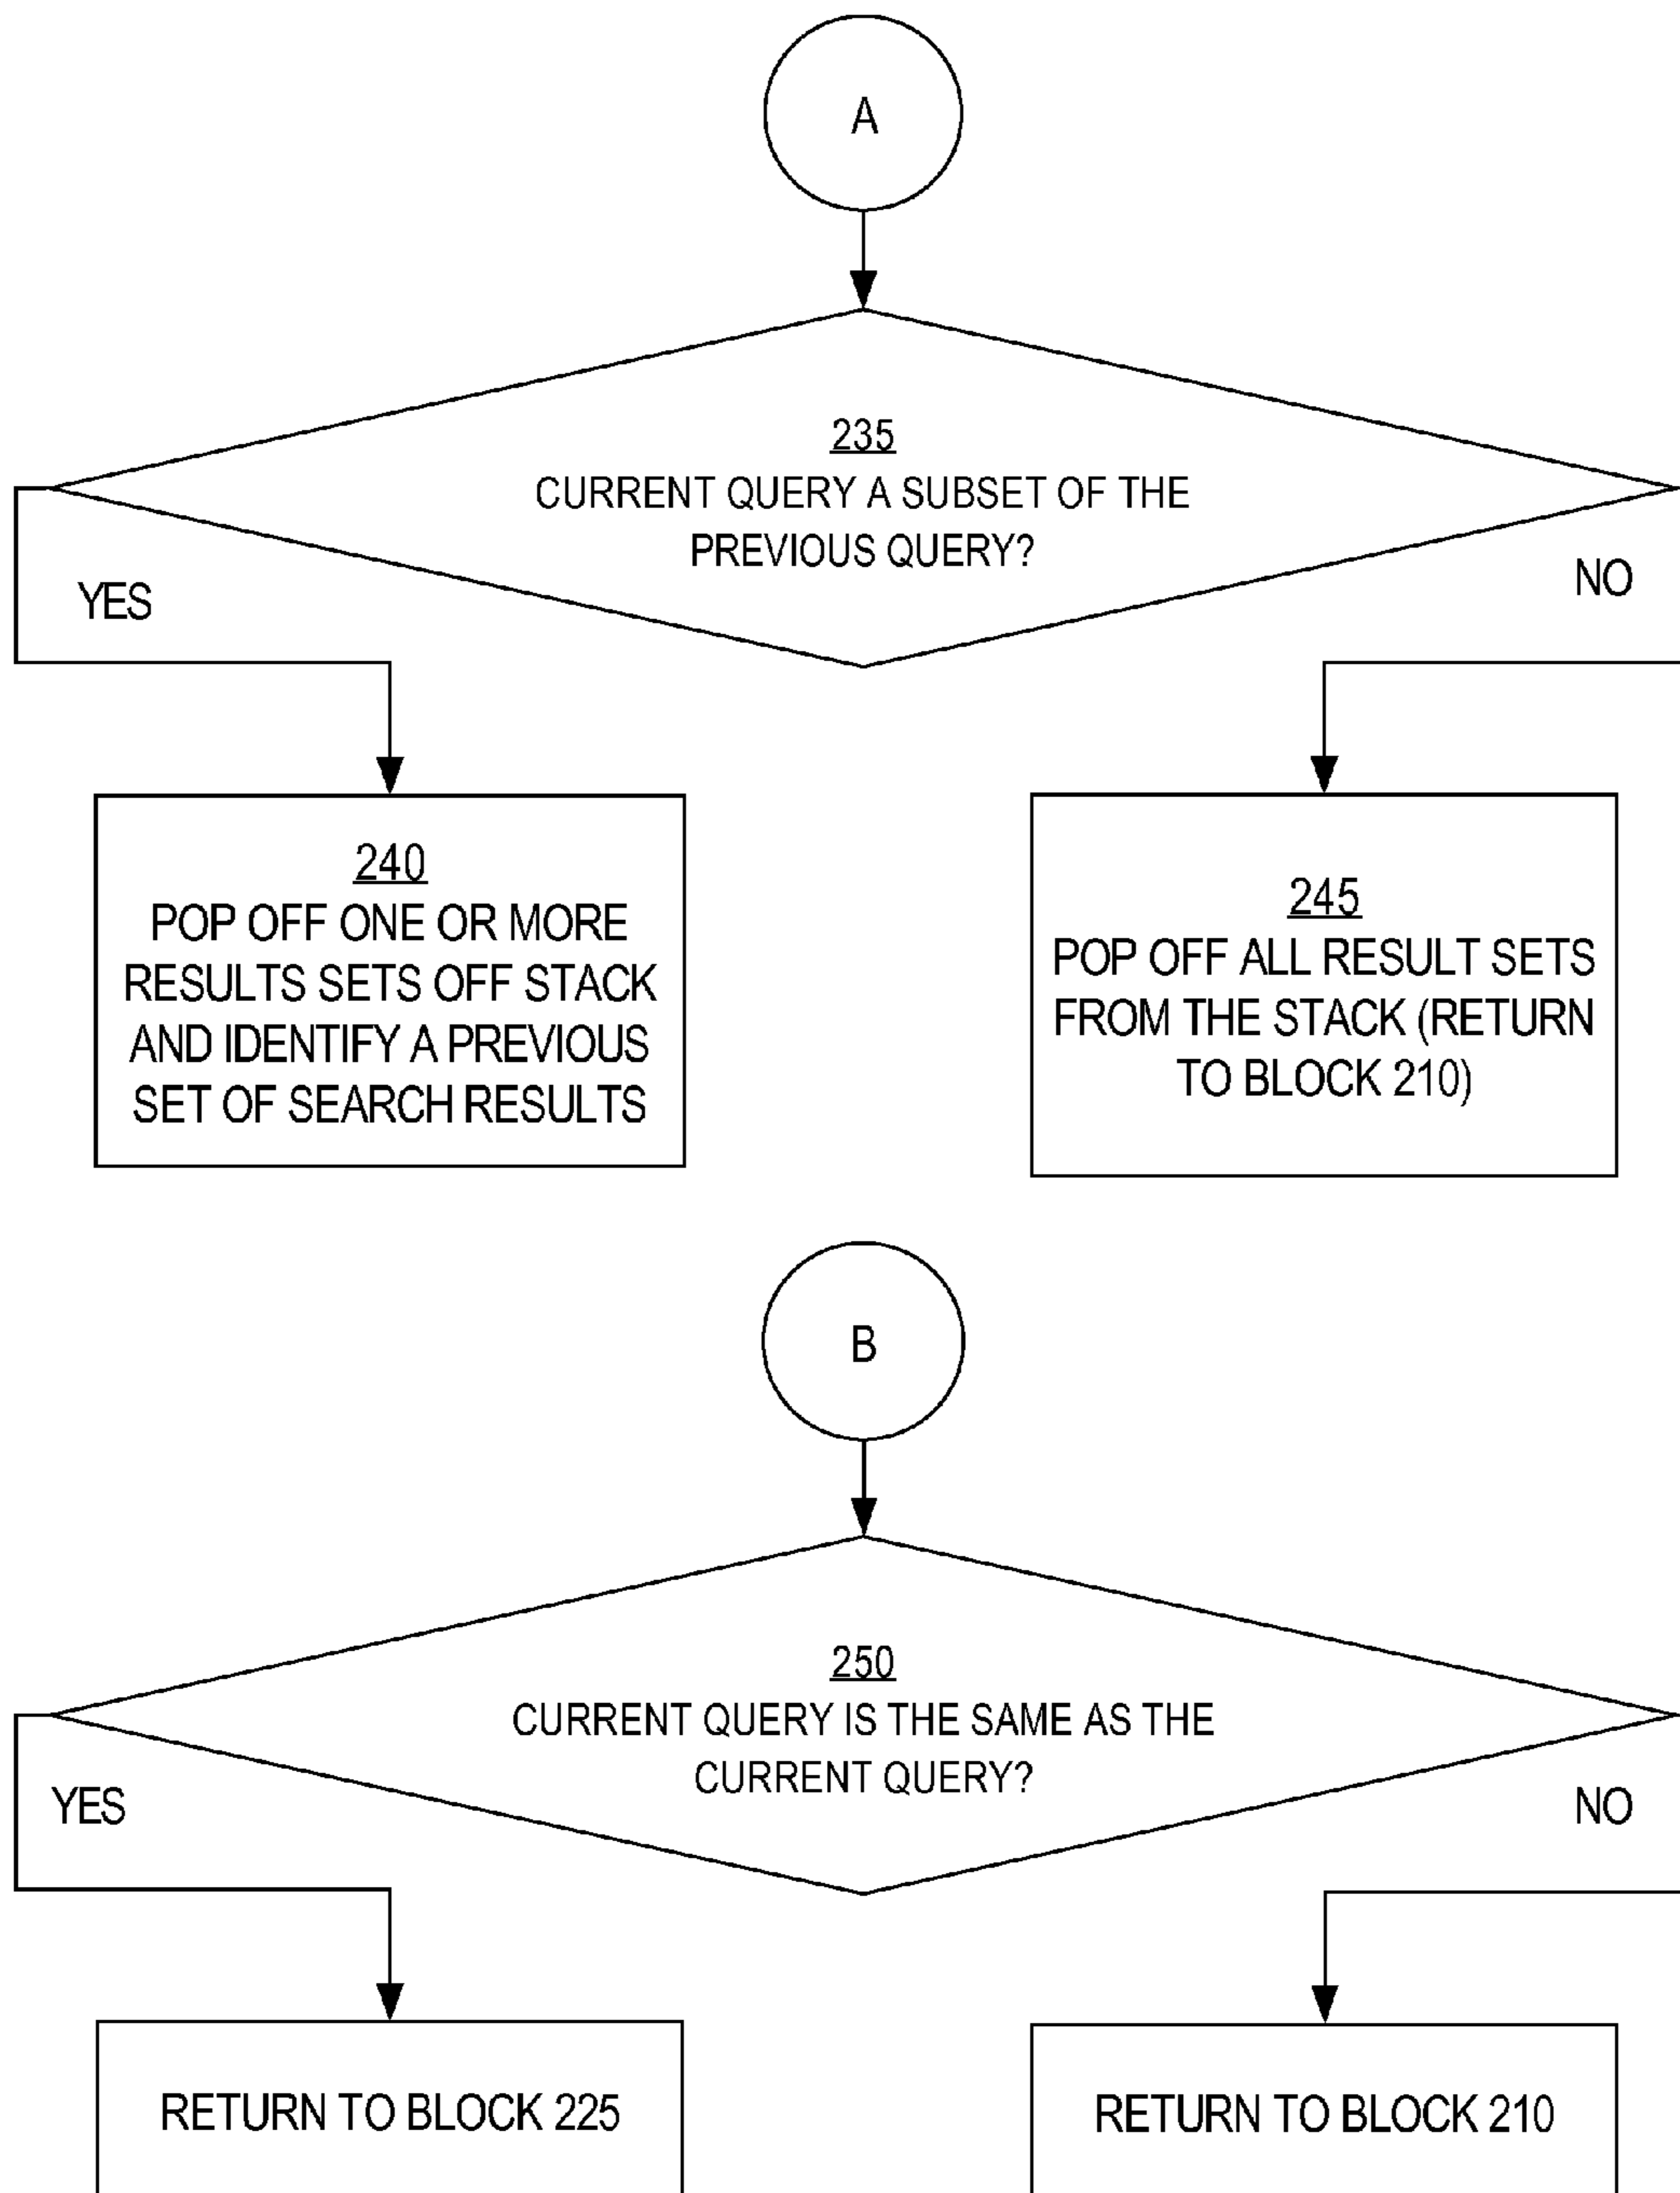 A
235
CURRENT QUERY A SUBSET OF THE
PREVIOUS QUERY?
YES
NO
240
POP OFF ONE OR MORE
RESULTS SETS OFF STACK
AND IDENTIFY A PREVIOUS
SET OF SEARCH RESULTS
245
POP OFF ALL RESULT SETS
FROM THE STACK (RETURN
TO BLOCK 210)
B
250
CURRENT QUERY IS THE SAME AS THE
CURRENT QUERY?
YES
NO
RETURN TO BLOCK 225
RETURN TO BLOCK 210